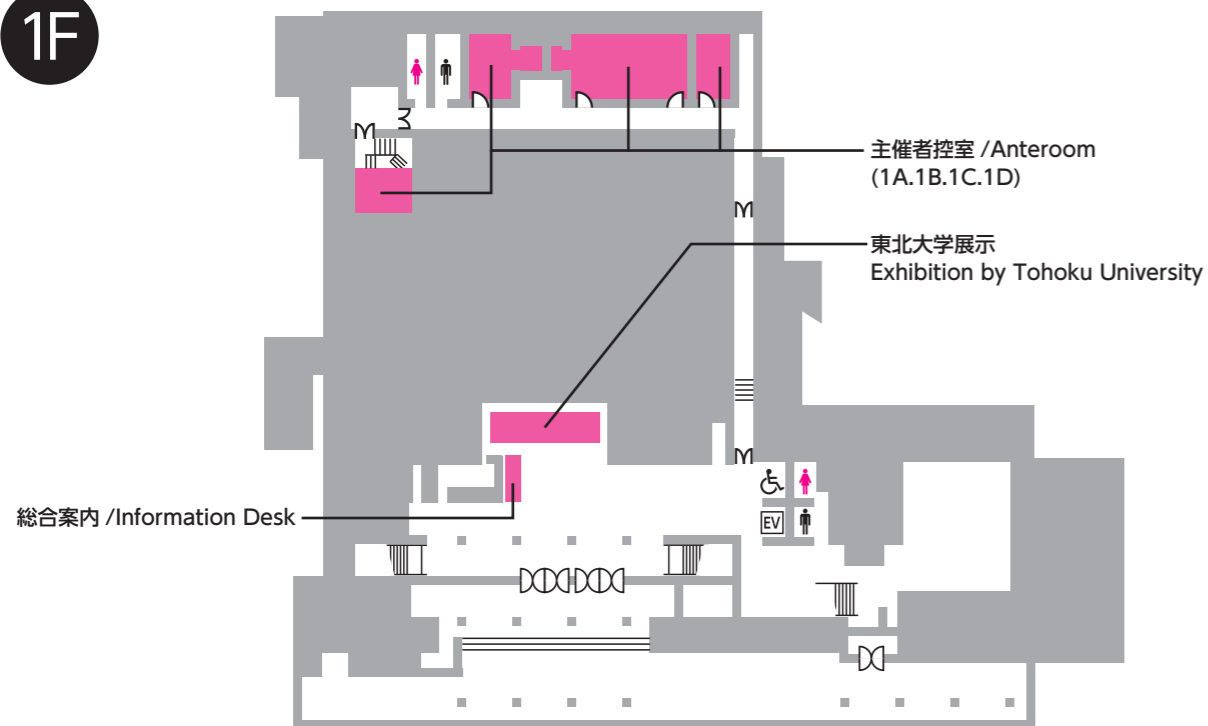 1F
主催者控室 /Anteroom
(1A.1B.1C.1D)
東北大学展示
Exhibition by Tohoku University
総合案内 /Information Desk
EV